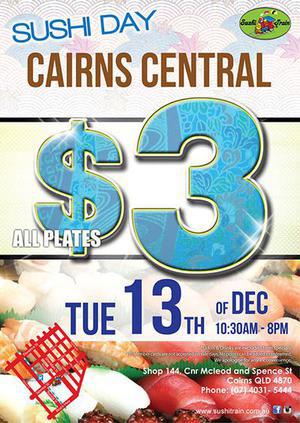 SUSHI DAY
Sushi Train
CAIRNS CENTRAL
$3
ALL PLATES
TUE 13TH OF DEC
10:30AM - 8PM
Shop 144, Cnr Mcleod and Spence St
Cairns QLD 4870
Phone: (07) 4031- 5444
www.sushitrain.com.au